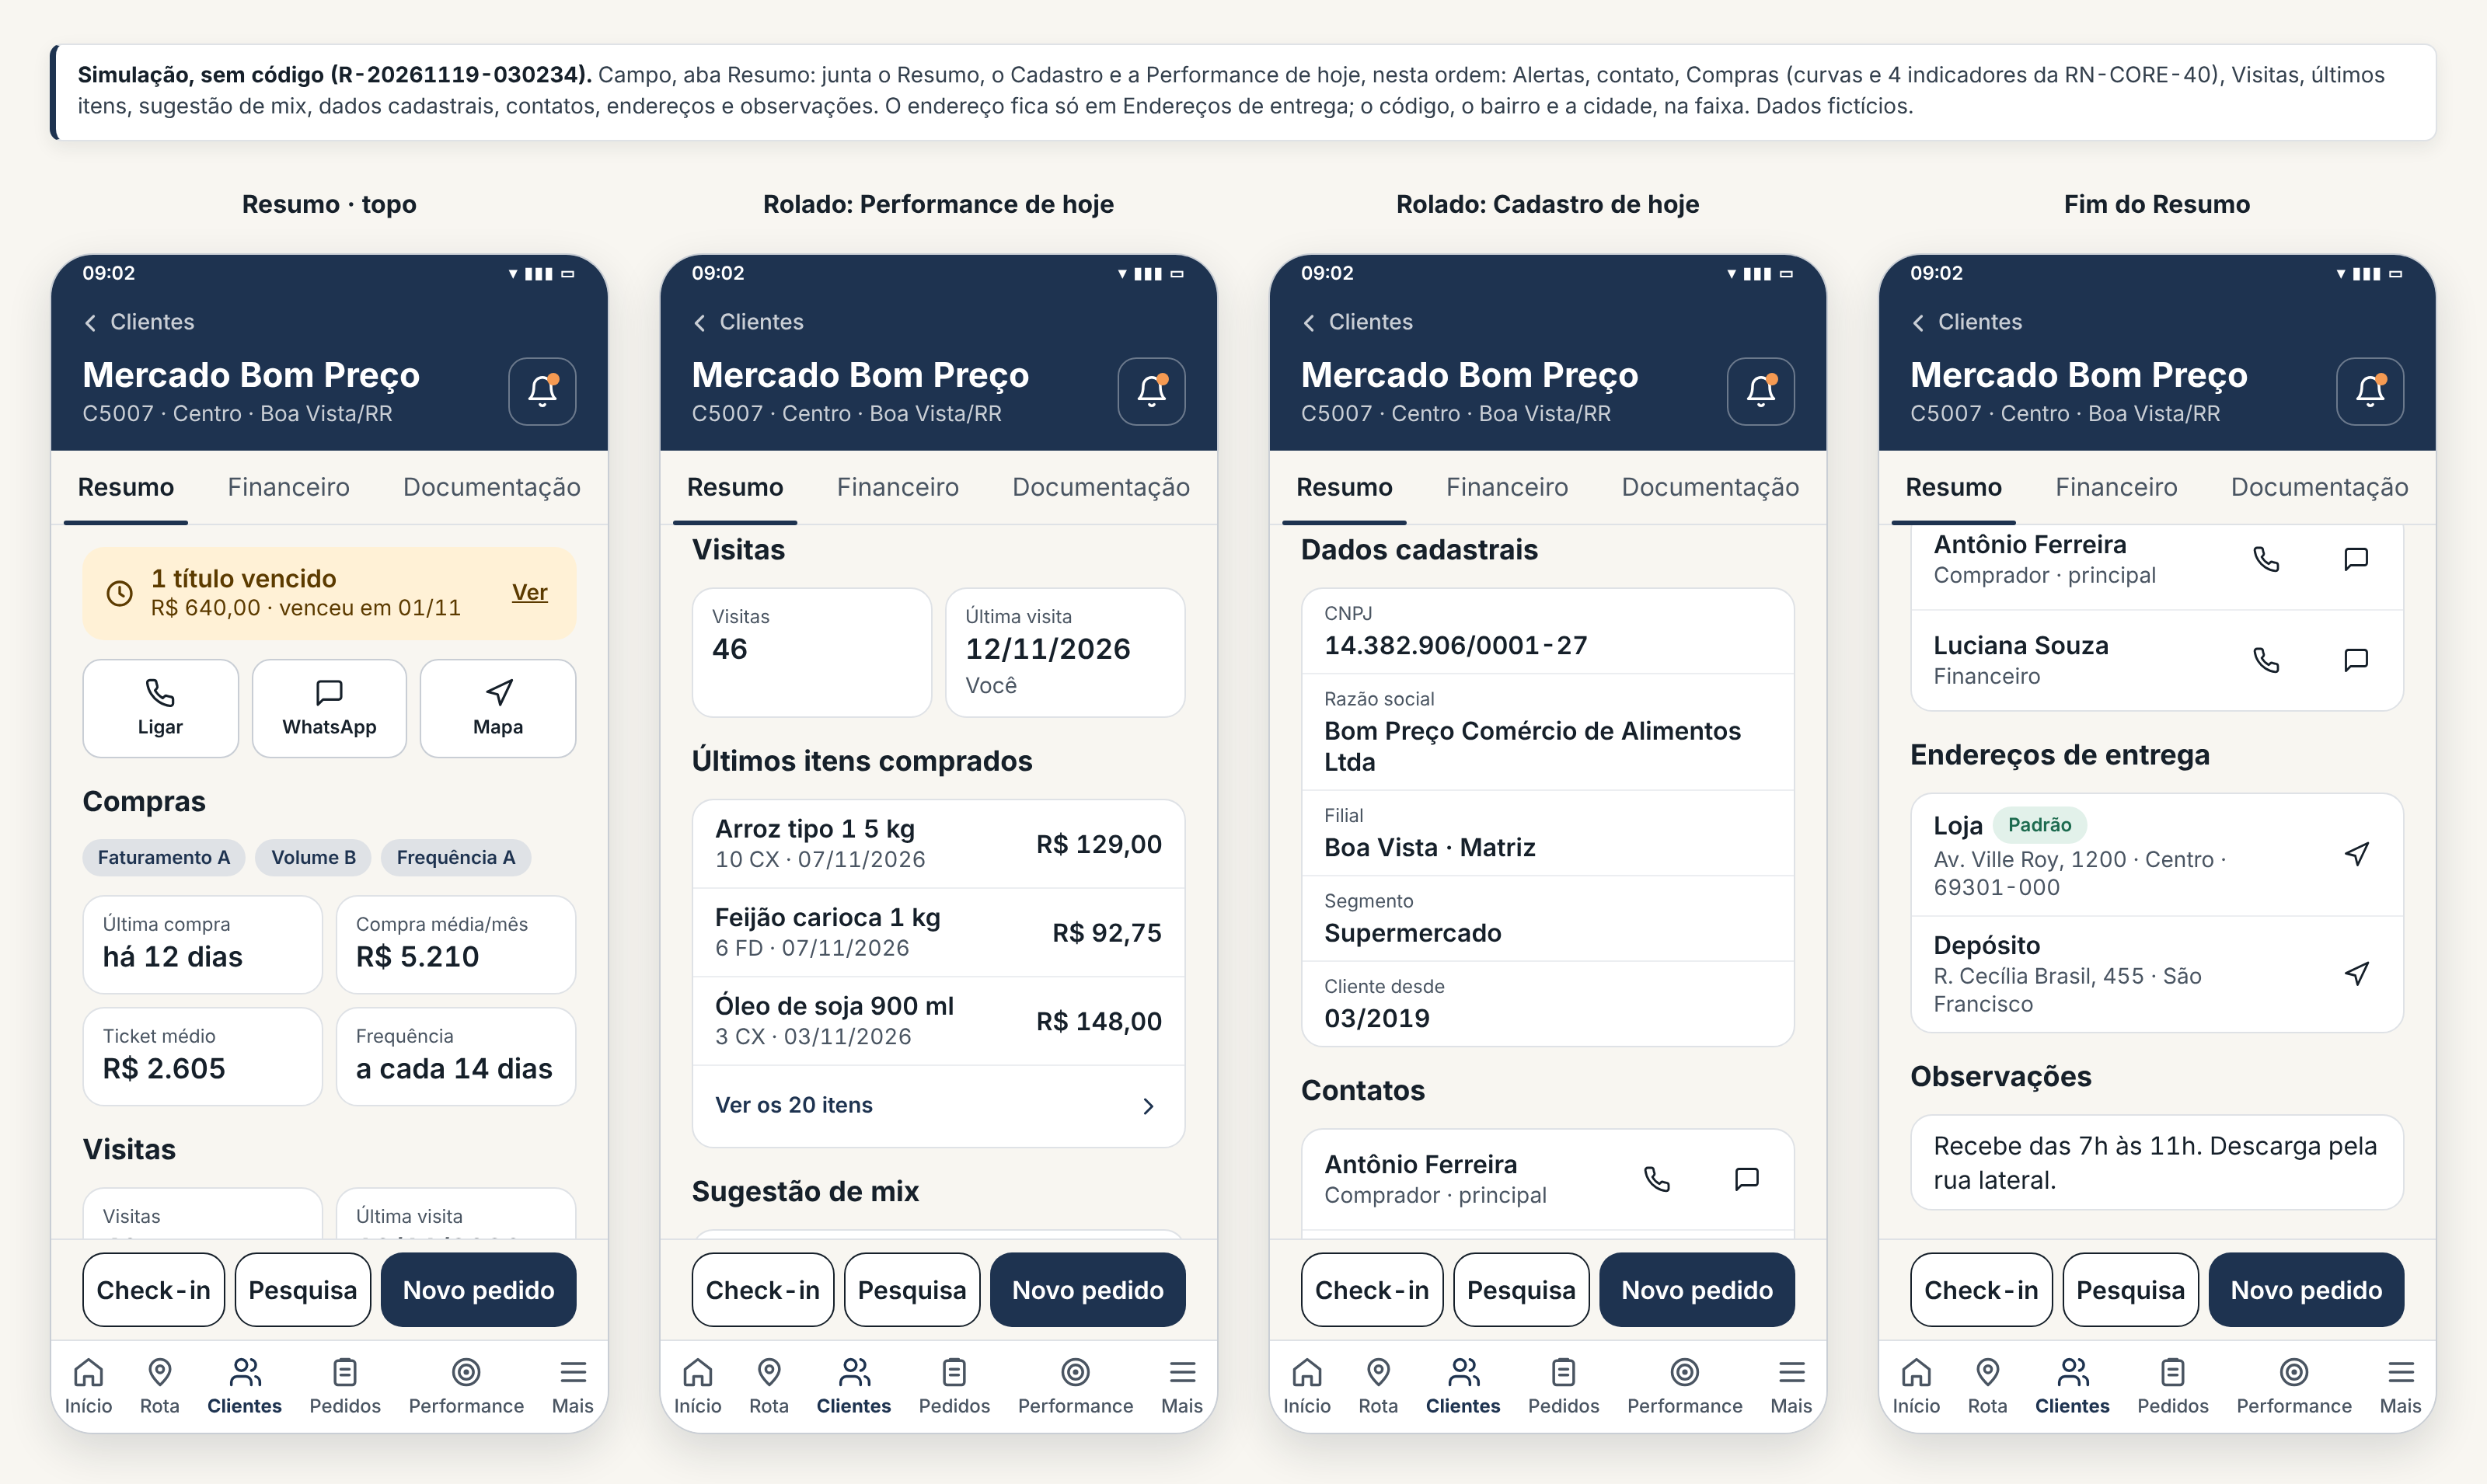 Simulação, sem código (R-20261119-030234). Campo, aba Resumo: junta o Resumo, o Cadastro e a Performance de hoje, nesta ordem: Alertas, contato, Compras (curvas e 4 indicadores da RN-CORE-40), Visitas, últimos
itens, sugestão de mix, dados cadastrais, contatos, endereços e observações. O endereço fica só em Endereços de entrega; o código, o bairro e a cidade, na faixa. Dados fictícios.
Resumo · topo
09:02
Clientes
Mercado Bom Preço
C5007 · Centro · Boa Vista/RR
Resumo Financeiro Documentação
1 título vencido
R$ 640,00 · venceu em 01/11
Ver
Ligar WhatsApp Mapa
Compras
Faturamento A Volume B Frequência A
Última compra
há 12 dias
Compra média/mês
R$ 5.210
Ticket médio
R$ 2.605
Frequência
a cada 14 dias
Visitas
Visitas
Última visita
Check-in Pesquisa Novo pedido
Início Rota Clientes Pedidos Performance Mais
Rolado: Performance de hoje
09:02
Clientes
Mercado Bom Preço
C5007 · Centro · Boa Vista/RR
Resumo Financeiro Documentação
Visitas
Visitas
46
Última visita
12/11/2026
Você
Últimos itens comprados
Arroz tipo 1 5 kg
10 CX · 07/11/2026
R$ 129,00
Feijão carioca 1 kg
6 FD · 07/11/2026
R$ 92,75
Óleo de soja 900 ml
3 CX · 03/11/2026
R$ 148,00
Ver os 20 itens
Sugestão de mix
Check-in Pesquisa Novo pedido
Início Rota Clientes Pedidos Performance Mais
Rolado: Cadastro de hoje
09:02
Clientes
Mercado Bom Preço
C5007 · Centro · Boa Vista/RR
Resumo Financeiro Documentação
Dados cadastrais
CNPJ
14.382.906/0001-27
Razão social
Bom Preço Comércio de Alimentos
Ltda
Filial
Boa Vista · Matriz
Segmento
Supermercado
Cliente desde
03/2019
Contatos
Antônio Ferreira
Comprador · principal
Check-in Pesquisa Novo pedido
Início Rota Clientes Pedidos Performance Mais
Fim do Resumo
09:02
Clientes
Mercado Bom Preço
C5007 · Centro · Boa Vista/RR
Resumo Financeiro Documentação
Antônio Ferreira
Comprador · principal
Luciana Souza
Financeiro
Endereços de entrega
Loja Padrão
Av. Ville Roy, 1200 · Centro ·
69301-000
Depósito
R. Cecília Brasil, 455 · São
Francisco
Observações
Recebe das 7h às 11h. Descarga pela
rua lateral.
Check-in Pesquisa Novo pedido
Início Rota Clientes Pedidos Performance Mais